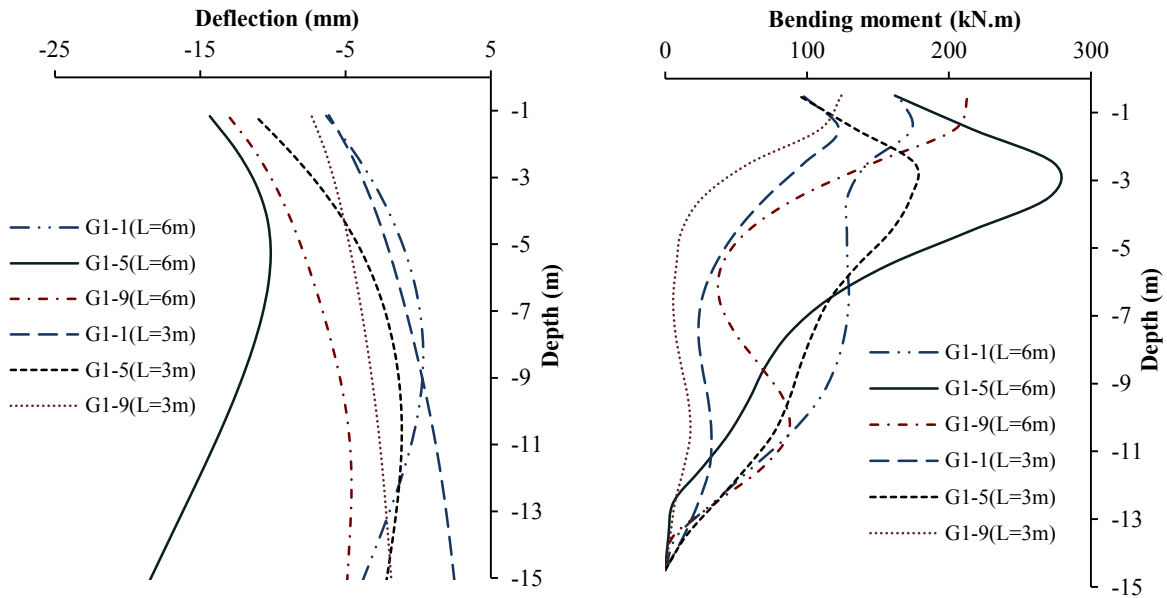 Deflection (mm)
-25 -15 -5 5
-1
-3
-5
-7
-9
-11
-13
-15
Depth (m)
G1-1(L=6m)
G1-5(L=6m)
G1-9(L=6m)
G1-1(L=3m)
G1-5(L=3m)
G1-9(L=3m)
Bending moment (kN.m)
0 100 200 300
-1
-3
-5
-7
-9
-11
-13
-15
Depth (m)
G1-1(L=6m)
G1-5(L=6m)
G1-9(L=6m)
G1-1(L=3m)
G1-5(L=3m)
G1-9(L=3m)